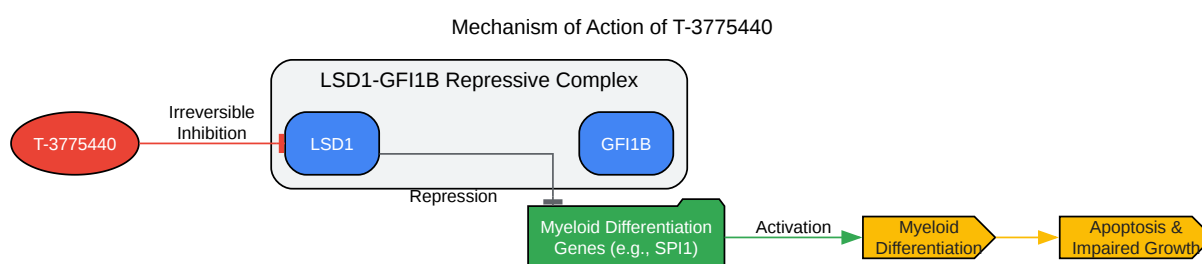 Mechanism of Action of T-3775440
LSD1-GFI1B Repressive Complex
Irreversible
Inhibition
T-3775440
LSD1
GFI1B
Repression
Myeloid Differentiation
Genes (e.g., SPI1)
Activation
Myeloid
Differentiation
Apoptosis &
Impaired Growth